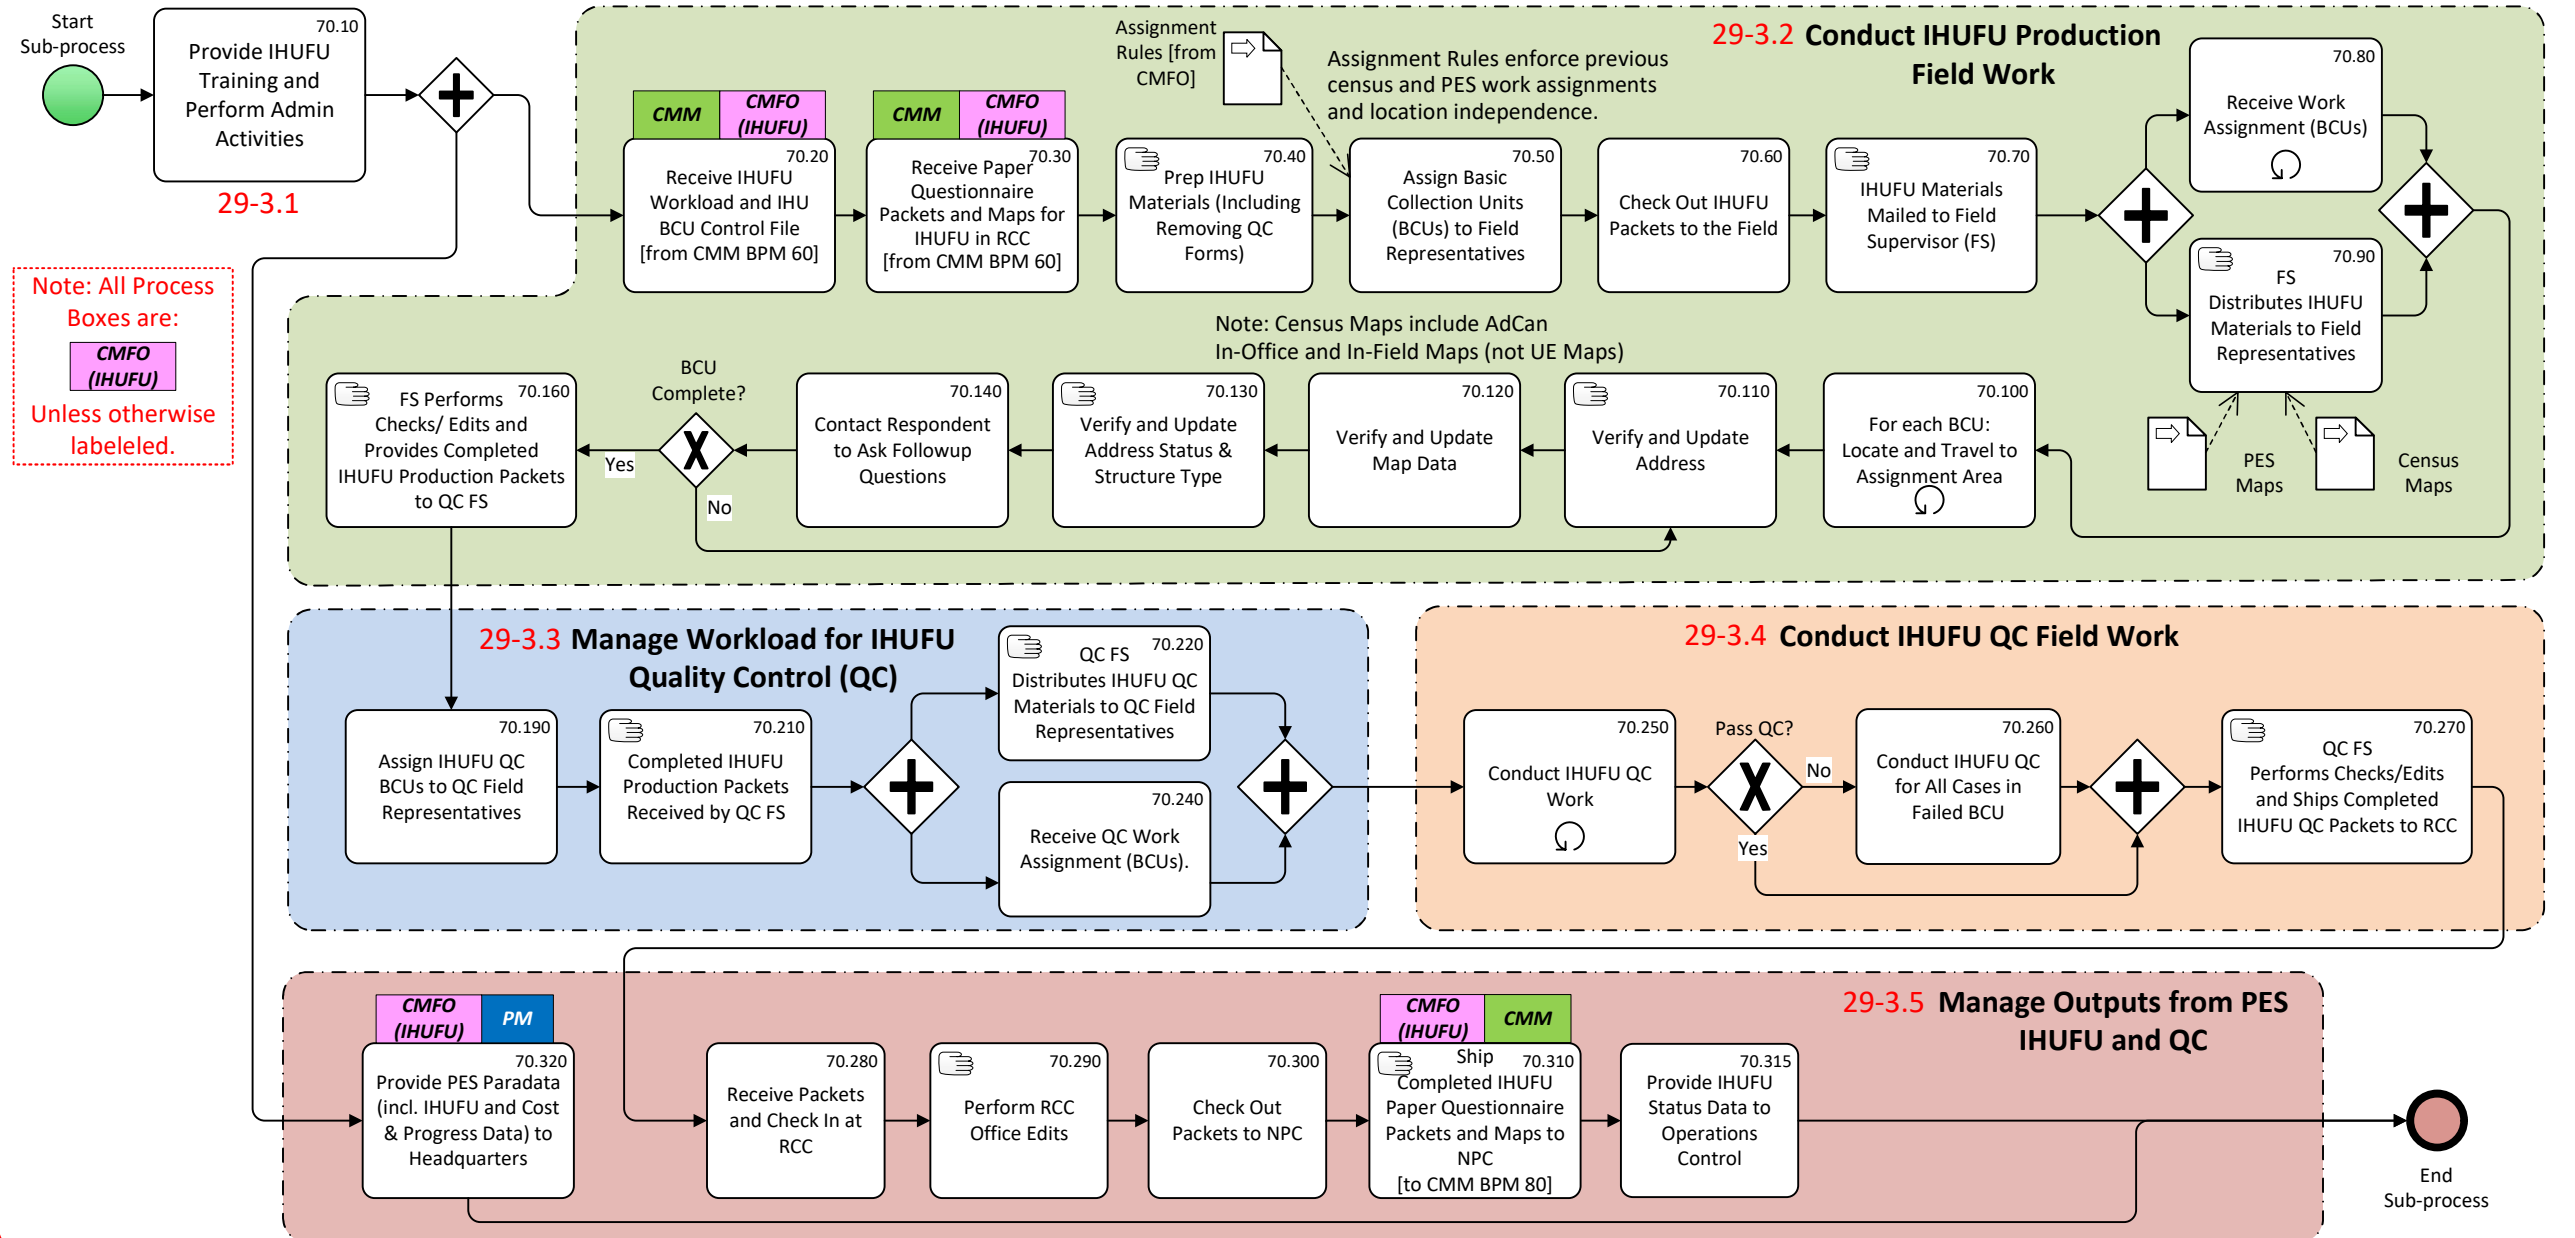 Start
Sub-process
70.10
Provide IHUFU
Training and
Perform Admin
Activities
29-3.1
Note: All Process
Boxes are:
CMFO
(IHUFU)
Unless otherwise
labeleled.
29-3.2 Conduct IHUFU Production
Field Work
Assignment
Rules [from
CMFO]
Assignment Rules enforce previous
census and PES work assignments
and location independence.
CMM
CMFO
(IHUFU)
70.20
Receive IHUFU
Workload and IHU
BCU Control File
[from CMM BPM 60]
CMM
CMFO
(IHUFU)
70.30
Receive Paper
Questionnaire
Packets and Maps for
IHUFU in RCC
[from CMM BPM 60]
70.40
Prep IHUFU
Materials (Including
Removing QC
Forms)
70.50
Assign Basic
Collection Units
(BCUs) to Field
Representatives
70.60
Check Out IHUFU
Packets to the Field
70.70
IHUFU Materials
Mailed to Field
Supervisor (FS)
70.80
Receive Work
Assignment (BCUs)
70.90
FS
Distributes IHUFU
Materials to Field
Representatives
PES
Maps
Census
Maps
Note: Census Maps include AdCan
In-Office and In-Field Maps (not UE Maps)
70.100
For each BCU:
Locate and Travel to
Assignment Area
70.110
Verify and Update
Address
70.120
Verify and Update
Map Data
70.130
Verify and Update
Address Status &
Structure Type
70.140
Contact Respondent
to Ask Followup
Questions
BCU
Complete?
Yes
No
70.160
FS Performs
Checks/ Edits and
Provides Completed
IHUFU Production Packets
to QC FS
29-3.3 Manage Workload for IHUFU
Quality Control (QC)
70.190
Assign IHUFU QC
BCUs to QC Field
Representatives
70.210
Completed IHUFU
Production Packets
Received by QC FS
70.220
QC FS
Distributes IHUFU QC
Materials to QC Field
Representatives
70.240
Receive QC Work
Assignment (BCUs).
29-3.4 Conduct IHUFU QC Field Work
70.250
Conduct IHUFU QC
Work
Pass QC?
No
Yes
70.260
Conduct IHUFU QC
for All Cases in
Failed BCU
70.270
QC FS
Performs Checks/Edits
and Ships Completed
IHUFU QC Packets to RCC
29-3.5 Manage Outputs from PES
IHUFU and QC
CMFO
(IHUFU)
PM
70.320
Provide PES Paradata
(incl. IHUFU and Cost
& Progress Data) to
Headquarters
70.280
Receive Packets
and Check In at
RCC
70.290
Perform RCC
Office Edits
70.300
Check Out
Packets to NPC
CMFO
(IHUFU)
CMM
70.310
Ship
Completed IHUFU
Paper Questionnaire
Packets and Maps to
NPC
[to CMM BPM 80]
70.315
Provide IHUFU
Status Data to
Operations
Control
End
Sub-process